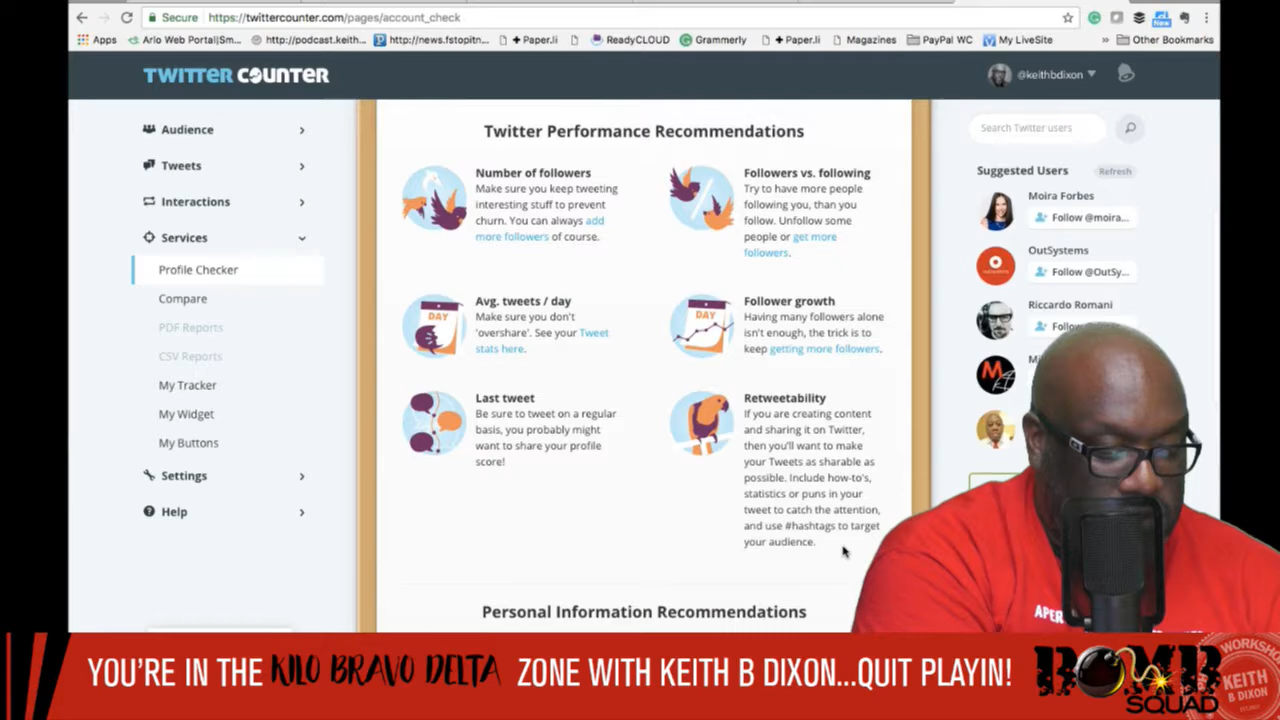 Secure https://twittercounter.com/pages/account_check
Apps Arlo Web Portal|Sm... http://podcast.keith... http://news.fstopitn... + Paper.li ReadyCLOUD Grammerly + Paper.li Magazines PayPal WC My LiveSite » Other Bookmarks
TWITTER COUNTER
@keithbdixon
Audience
Tweets
Interactions
Services
Profile Checker
Compare
PDF Reports
CSV Reports
My Tracker
My Widget
My Buttons
Settings
Help
Twitter Performance Recommendations
Number of followers
Make sure you keep tweeting
interesting stuff to prevent
churn. You can always add
more followers of course.
Followers vs. following
Try to have more people
following you, than you
follow. Unfollow some
people or get more
followers.
DAY
Avg. tweets / day
Make sure you don't
'overshare'. See your Tweet
stats here.
DAY
Follower growth
Having many followers alone
isn't enough, the trick is to
keep getting more followers.
Last tweet
Be sure to tweet on a regular
basis, you probably might
want to share your profile
score!
Retweetability
If you are creating content
and sharing it on Twitter,
then you'll want to make
your Tweets as sharable as
possible. Include how-to's,
statistics or puns in your
tweet to catch the attention,
and use #hashtags to target
your audience.
Personal Information Recommendations
Search Twitter users
Suggested Users Refresh
Moira Forbes
Follow @moira...
OutSystems
Follow @OutSy...
Riccardo Romani
APER
YOU'RE IN THE KILO BRAVO DELTA ZONE WITH KEITH B DIXON...QUIT PLAYIN!
BOMB
SQUAD
WORKSHO
KEITH
B DIXON